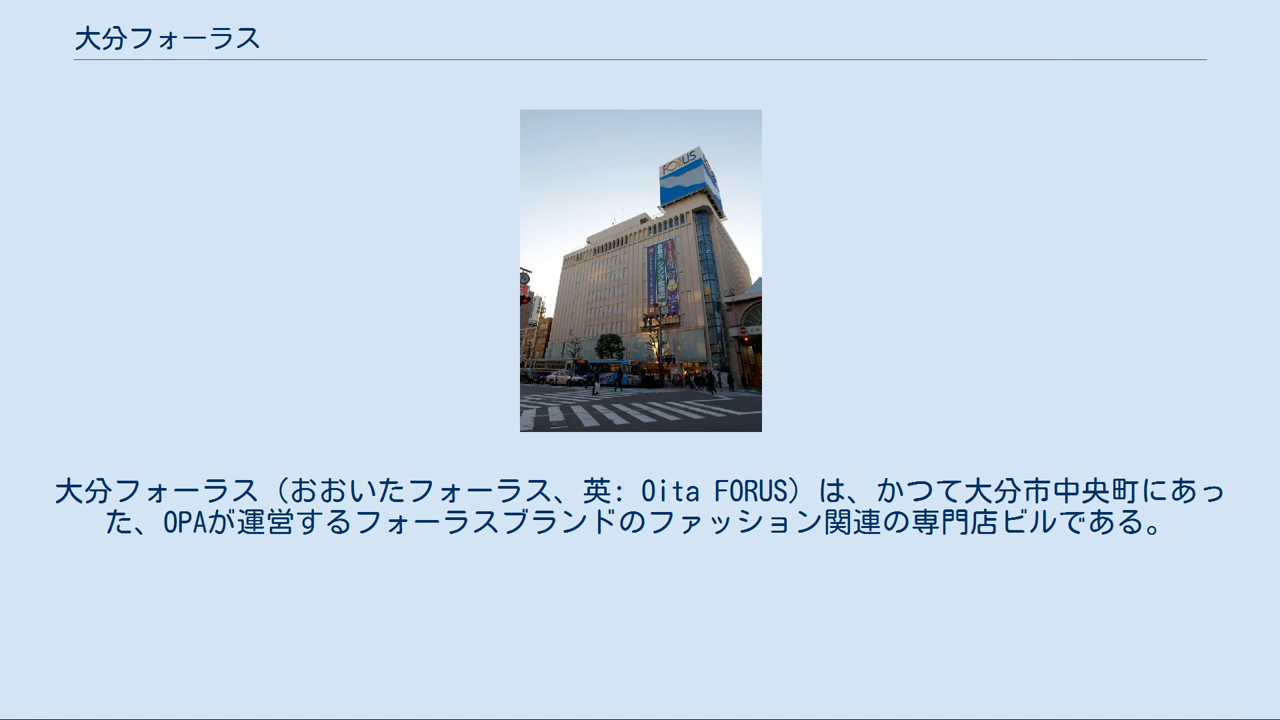 大分フォーラス
FORUS
大分フォーラス（おおいたフォーラス、英: Oita FORUS）は、かつて大分市中央町にあっ
た、OPAが運営するフォーラスブランドのファッション関連の専門店ビルである。